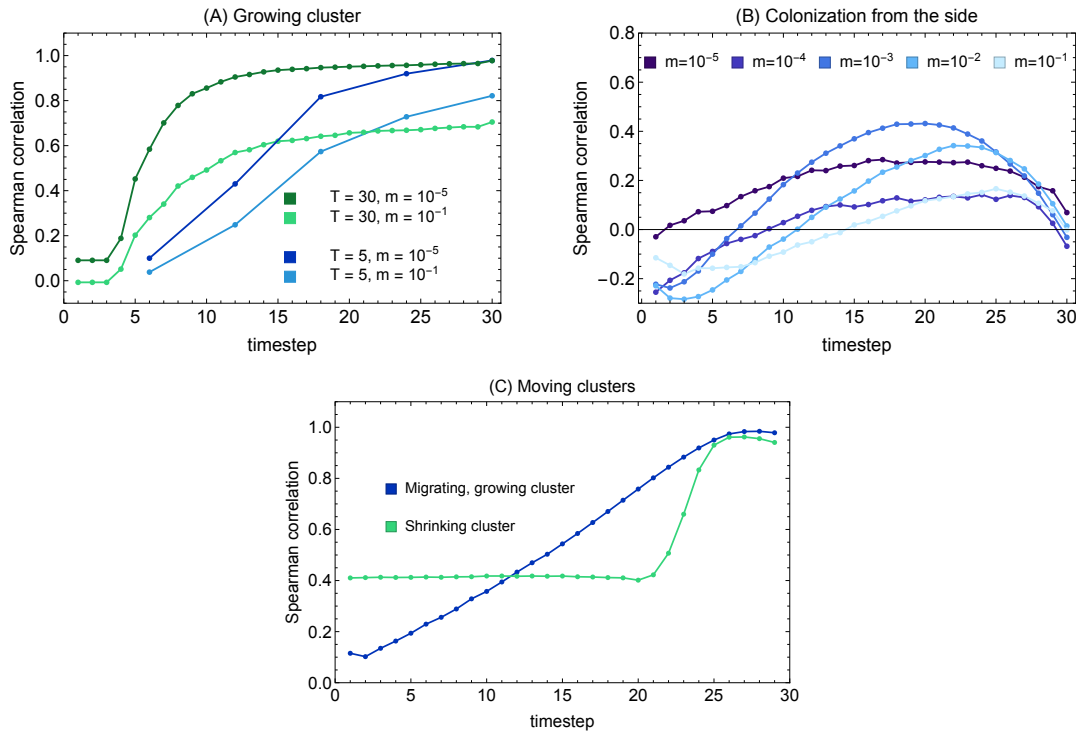 (A) Growing cluster
Spearman correlation
1.0
0.8
0.6
0.4
0.2
0.0
T = 30, m = 10⁻⁵
T = 30, m = 10⁻¹
T = 5, m = 10⁻⁵
T = 5, m = 10⁻¹
0 5 10 15 20 25 30
timestep
(B) Colonization from the side
Spearman correlation
0.8
0.6
0.4
0.2
0.0
−0.2
m=10⁻⁵ m=10⁻⁴ m=10⁻³ m=10⁻² m=10⁻¹
0 5 10 15 20 25 30
timestep
(C) Moving clusters
Spearman correlation
1.0
0.8
0.6
0.4
0.2
0.0
Migrating, growing cluster
Shrinking cluster
0 5 10 15 20 25 30
timestep